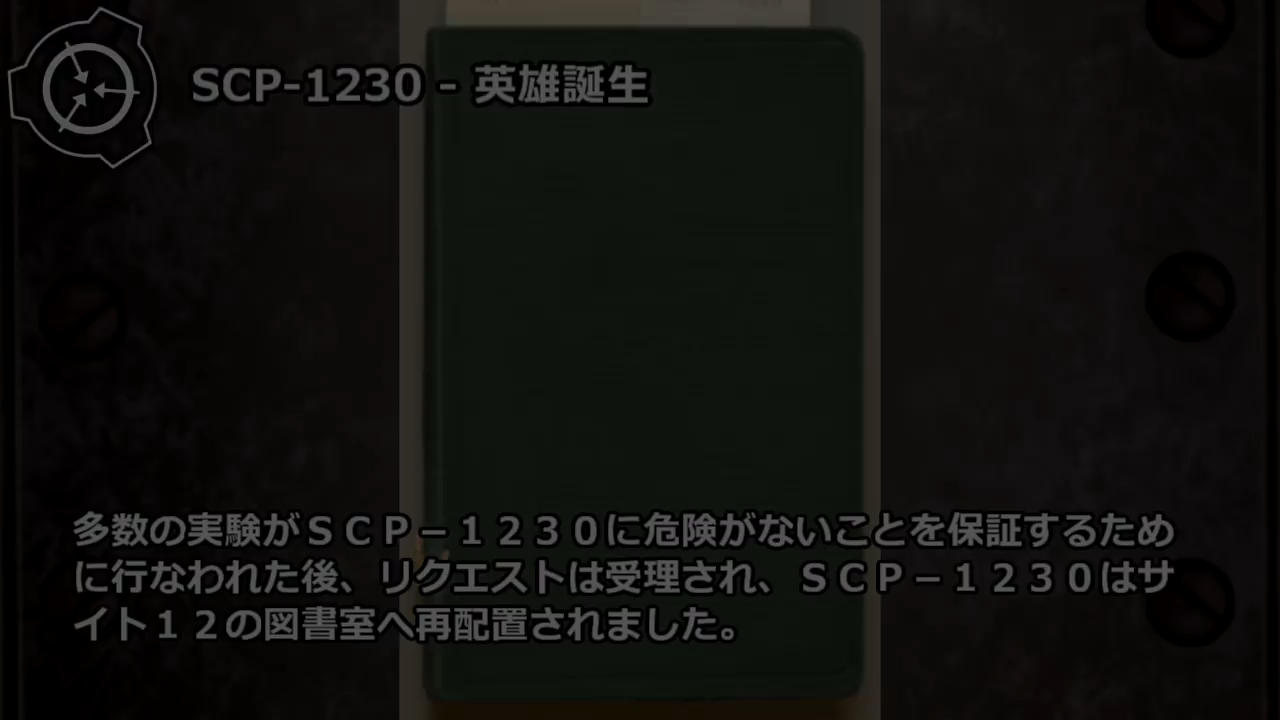 SCP-1230 – 英雄誕生
多数の実験がＳＣＰ－１２３０に危険がないことを保証するため
に行なわれた後、リクエストは受理され、ＳＣＰ－１２３０はサ
イト１２の図書室へ再配置されました。